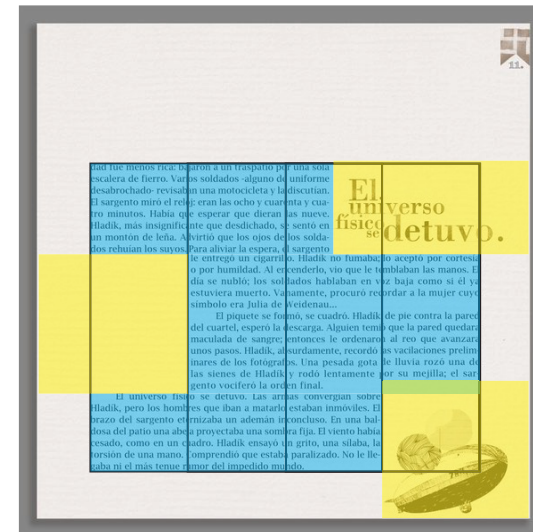 11.
dad fue menos rica: bajaron a un traspatio por una sola
escalera de fierro. Varios soldados -alguno de uniforme
desabrochado- revisaban una motocicleta y la discutían.
El sargento miró el reloj: eran las ocho y cuarenta y cua-
tro minutos. Había que esperar que dieran las nueve.
Hladík, más insignificante que desdichado, se sentó en
un montón de leña. Advirtió que los ojos de los solda-
dos rehuían los suyos. Para aliviar la espera, el sargento
El
universo
físico
se detuvo.
le entregó un cigarrillo. Hladík no fumaba; lo aceptó por cortesía
o por humildad. Al encenderlo, vio que le temblaban las manos. El
día se nubló; los soldados hablaban en voz baja como si él ya
estuviera muerto. Vanamente, procuró recordar a la mujer cuyo
símbolo era Julia de Weidenau...
El piquete se formó, se cuadró. Hladík de pie contra la pared
del cuartel, esperó la descarga. Alguien temió que la pared quedara
maculada de sangre; entonces le ordenaron al reo que avanzara
unos pasos. Hladík, absurdamente, recordó las vacilaciones prelim-
inares de los fotógrafos. Una pesada gota de lluvia rozó una de
las sienes de Hladík y rodó lentamente por su mejilla; el sar-
gento vociferó la orden final.
El universo físico se detuvo. Las armas convergían sobre
Hladík, pero los hombres que iban a matarlo estaban inmóviles. El
brazo del sargento eternizaba un ademán inconcluso. En una bal-
dosa del patio una abeja proyectaba una sombra fija. El viento había
cesado, como en un cuadro. Hladík ensayó un grito, una sílaba, la
torsión de una mano. Comprendió que estaba paralizado. No le lle-
gaba ni el más tenue rumor del impedido mundo.